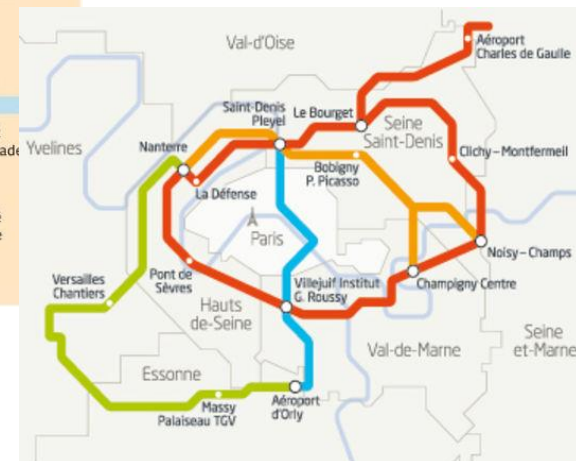 Val-d'Oise
Aéroport
Charles de Gaulle
Saint-Denis
Pleyel
Le Bourget
Seine
Saint-Denis
Yvelines
Nanterre
Clichy – Montfermeil
Bobigny
P. Picasso
La Défense
Paris
Noisy – Champs
Pont de
Sèvres
Villejuif Institut
G. Roussy
Champigny Centre
Versailles
Chantiers
Hauts
de-Seine
Val-de-Marne
Seine
et-Marne
Essonne
Massy
Palaiseau TGV
Aéroport
d'Orly